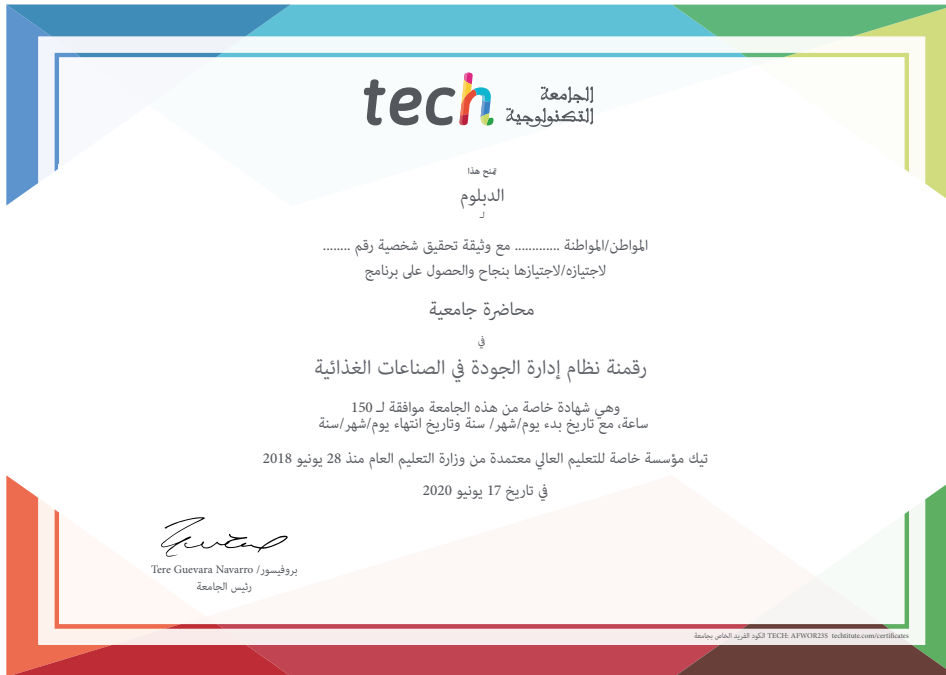 tech الجامعة
التكنولوجية
يمنح هذا
الدبلوم
لـ
المواطن/المواطنة ............ مع وثيقة تحقيق شخصية رقم ........
لاجتيازه/لاجتيازها بنجاح والحصول على برنامج
محاضرة جامعية
في
رقمنة نظام إدارة الجودة في الصناعات الغذائية
وهي شهادة خاصة من هذه الجامعة موافقة لـ 150
ساعة، مع تاريخ بدء يوم/شهر/ سنة وتاريخ انتهاء يوم/شهر/سنة
تيك مؤسسة خاصة للتعليم العالي معتمدة من وزارة التعليم العام منذ 28 يونيو 2018
في تاريخ 17 يونيو 2020
بروفيسور/ Tere Guevara Navarro
رئيس الجامعة
الكود الفريد الخاص بجامعة TECH: AFWOR23S techtitute.com/certificates